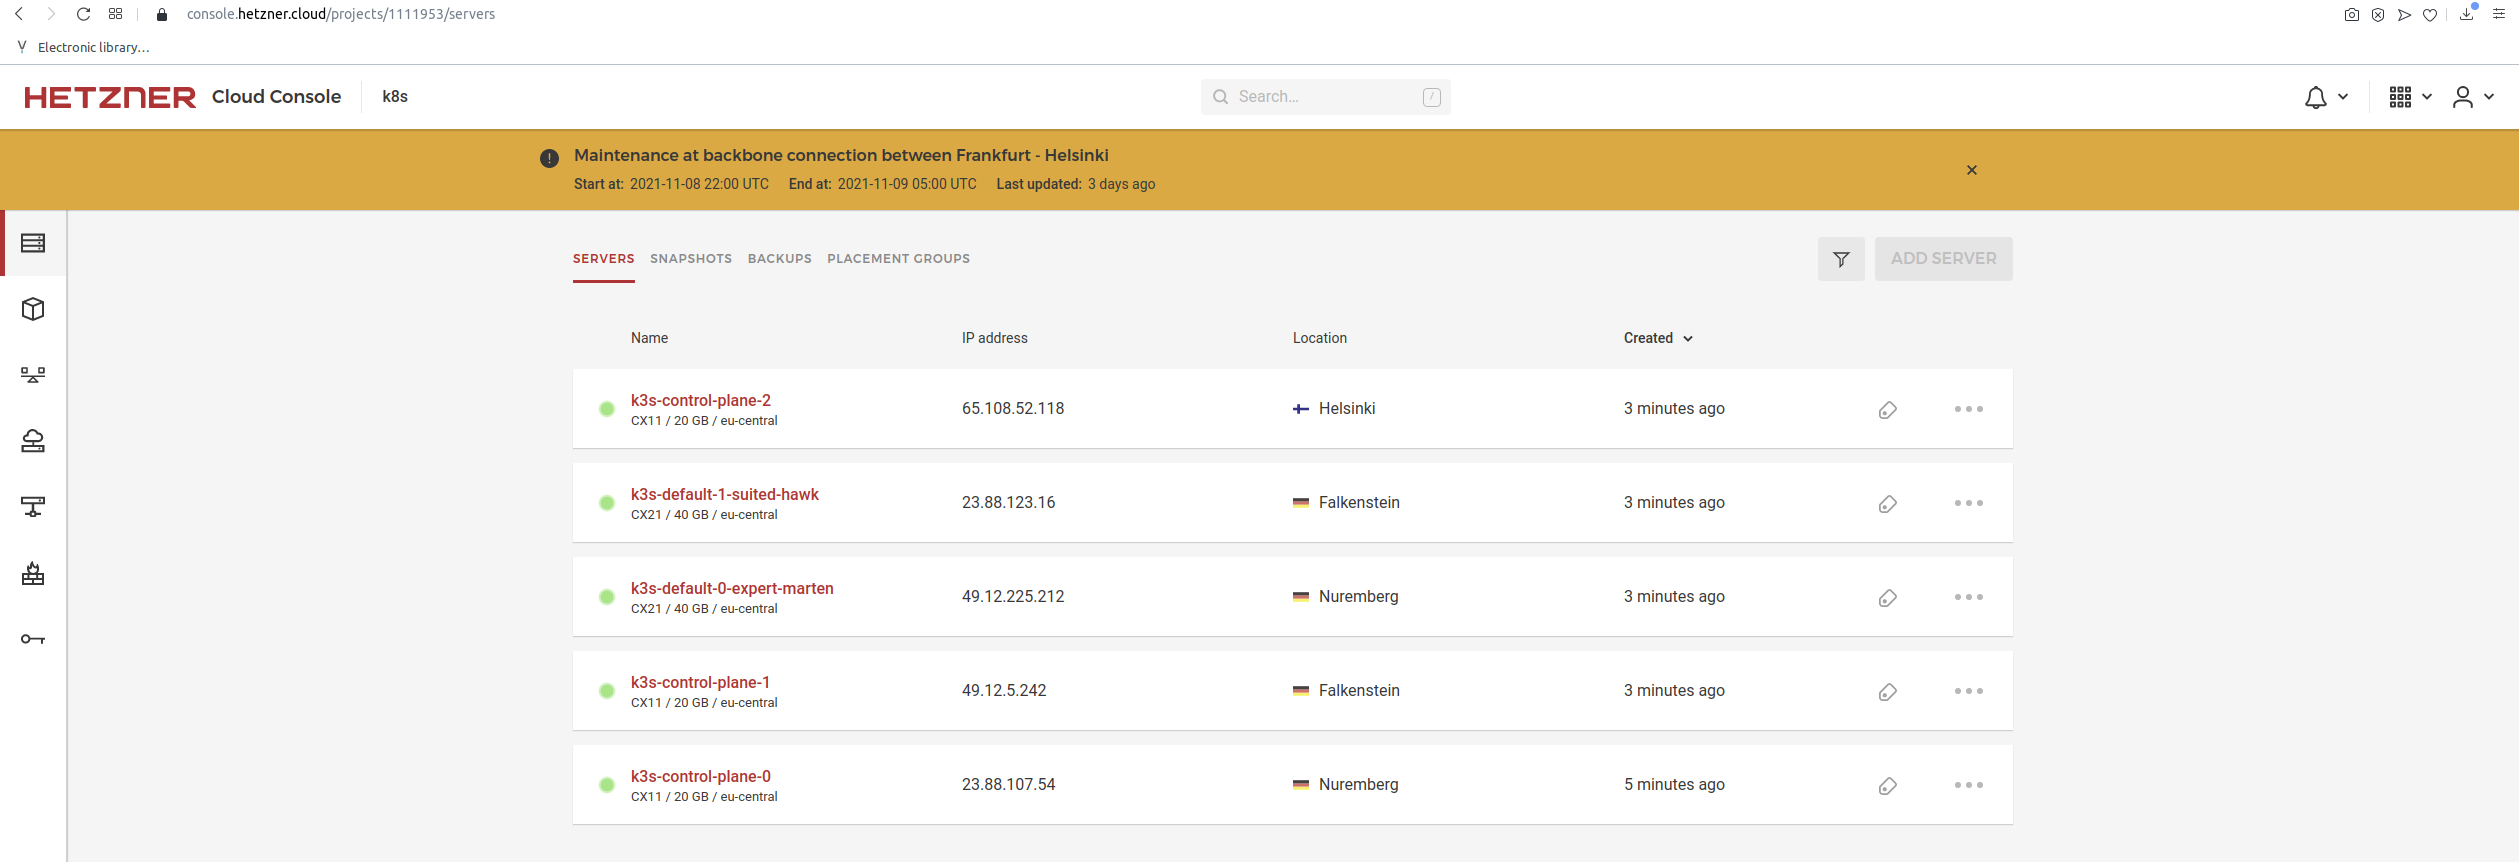 console.hetzner.cloud/projects/1111953/servers
Electronic library...
HETZNER Cloud Console k8s Search... /
Maintenance at backbone connection between Frankfurt - Helsinki
Start at: 2021-11-08 22:00 UTC End at: 2021-11-09 05:00 UTC Last updated: 3 days ago
SERVERS SNAPSHOTS BACKUPS PLACEMENT GROUPS ADD SERVER
Name IP address Location Created
k3s-control-plane-2 65.108.52.118 Helsinki 3 minutes ago
CX11 / 20 GB / eu-central
k3s-default-1-suited-hawk 23.88.123.16 Falkenstein 3 minutes ago
CX21 / 40 GB / eu-central
k3s-default-0-expert-marten 49.12.225.212 Nuremberg 3 minutes ago
CX21 / 40 GB / eu-central
k3s-control-plane-1 49.12.5.242 Falkenstein 3 minutes ago
CX11 / 20 GB / eu-central
k3s-control-plane-0 23.88.107.54 Nuremberg 5 minutes ago
CX11 / 20 GB / eu-central